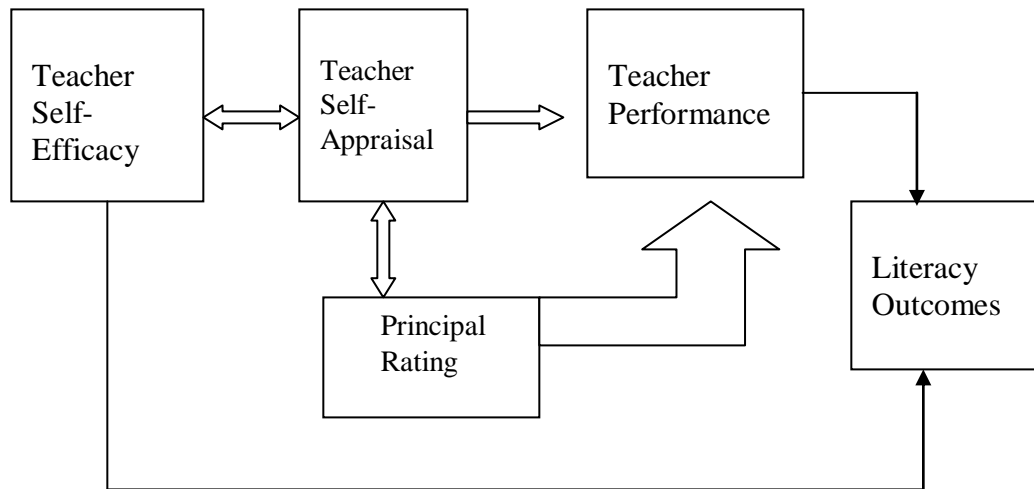 Teacher
Self-
Efficacy
Teacher
Self-
Appraisal
Teacher
Performance
Principal
Rating
Literacy
Outcomes